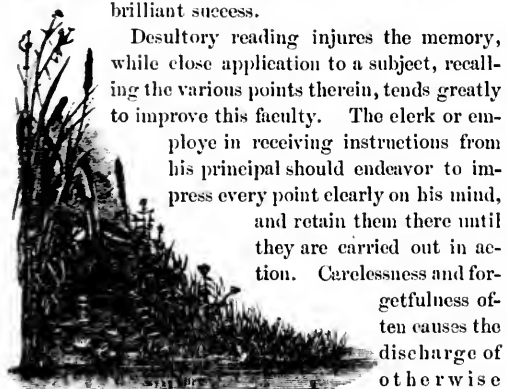 brilliant success.
Desultory reading injures the memory,
while close application to a subject, recall-
ing the various points therein, tends greatly
to improve this faculty. The clerk or em-
ploye in receiving instructions from
his principal should endeavor to im-
press every point clearly on his mind,
and retain them there until
they are carried out in ac-
tion. Carelessness and for-
getfulness of-
ten causes the
discharge of
otherwise